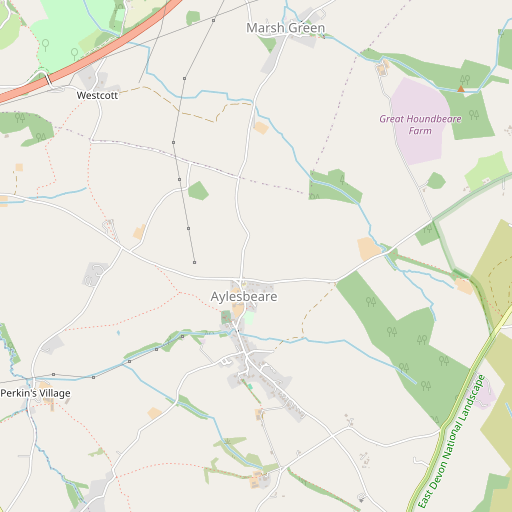 Marsh Green
Westcott
Great Houndbeare
Farm
Aylesbeare
Perkin's Village
East Devon National Landscape